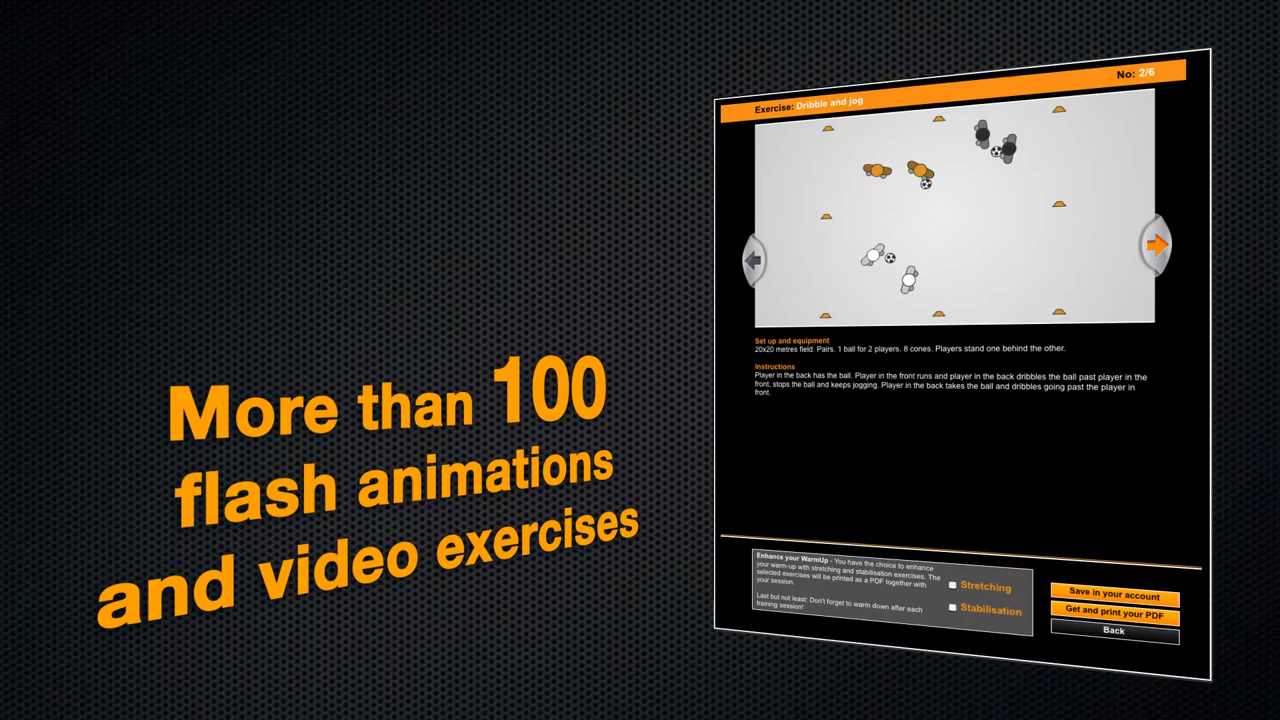 More than 100
flash animations
and video exercises
Exercise: Dribble and jog
No: 2/6
Set up and equipment
20x20 metres field. Pairs. 1 ball for 2 players. 8 cones. Players stand one behind the other.
Instructions
Player in the back has the ball. Player in the front runs and player in the back dribbles the ball past player in the
front, stops the ball and keeps jogging. Player in the back takes the ball and dribbles going past the player in
front.
Enhance your WarmUp - You have the choice to enhance
your warm-up with stretching and stabilisation exercises. The
selected exercises will be printed as a PDF together with
your session.
Last but not least: Don't forget to warm down after each
training session!
Stretching
Stabilisation
Save in your account
Get and print your PDF
Back